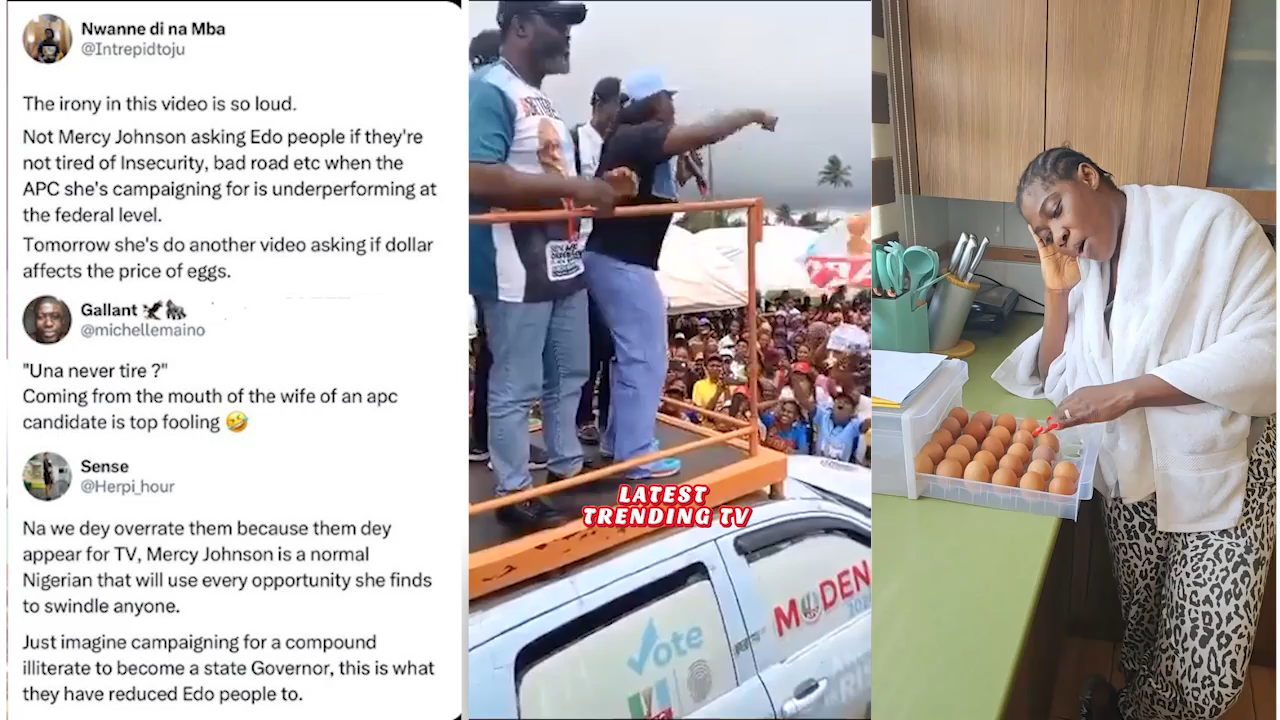 Nwanne di na Mba
@Intrepidtoju
The irony in this video is so loud.
Not Mercy Johnson asking Edo people if they're
not tired of Insecurity, bad road etc when the
APC she's campaigning for is underperforming at
the federal level.
Tomorrow she's do another video asking if dollar
affects the price of eggs.
Gallant
@michellemaino
"Una never tire ?"
Coming from the mouth of the wife of an apc
candidate is top fooling 🤣
Sense
@Herpi_hour
Na we dey overrate them because them dey
appear for TV, Mercy Johnson is a normal
Nigerian that will use every opportunity she finds
to swindle anyone.
Just imagine campaigning for a compound
illiterate to become a state Governor, this is what
they have reduced Edo people to.
LATEST
TRENDING TV
Vote